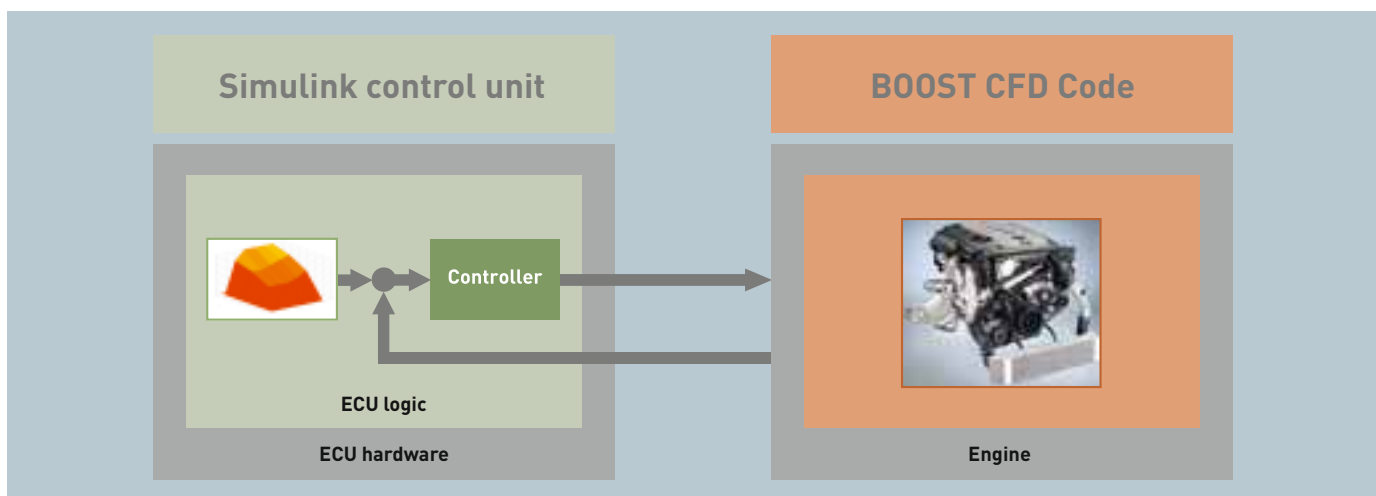 Simulink control unit
BOOST CFD Code
Controller
ECU logic
ECU hardware
Engine